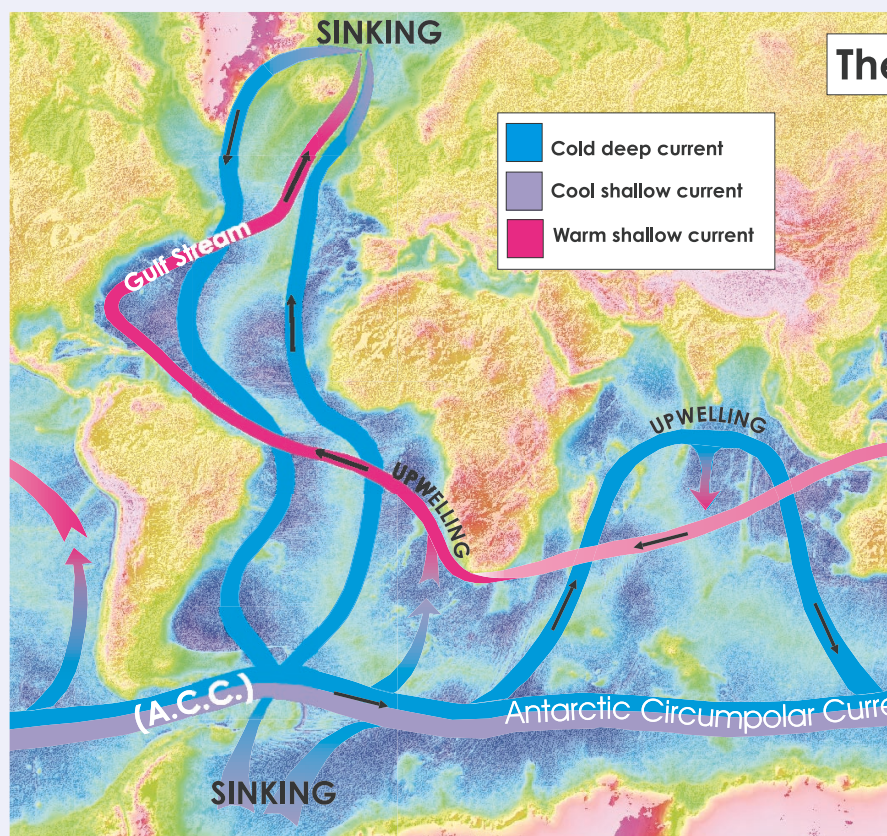 SINKING
The
Cold deep current
Cool shallow current
Warm shallow current
Gulf Stream
UPWELLING
UPWELLING
(A.C.C.)
Antarctic Circumpolar Curre
SINKING